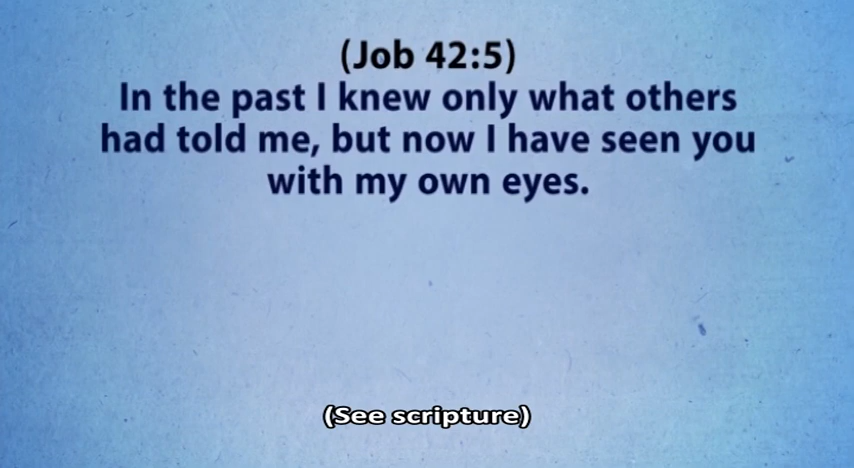 (Job 42:5)
In the past I knew only what others
had told me, but now I have seen you
with my own eyes.
(See scripture)